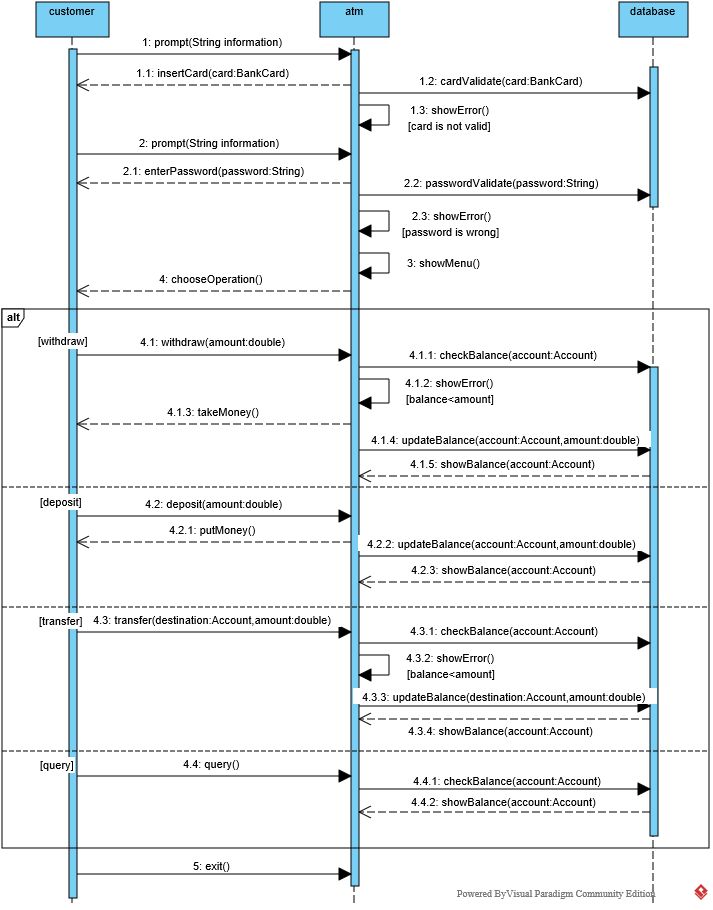 customer
atm
database
1: prompt(String information)
1.1: insertCard(card:BankCard)
1.2: cardValidate(card:BankCard)
1.3: showError()
[card is not valid]
2: prompt(String information)
2.1: enterPassword(password:String)
2.2: passwordValidate(password:String)
2.3: showError()
[password is wrong]
3: showMenu()
4: chooseOperation()
alt
[withdraw]
4.1: withdraw(amount:double)
4.1.1: checkBalance(account:Account)
4.1.2: showError()
[balance<amount]
4.1.3: takeMoney()
4.1.4: updateBalance(account:Account,amount:double)
4.1.5: showBalance(account:Account)
[deposit]
4.2: deposit(amount:double)
4.2.1: putMoney()
4.2.2: updateBalance(account:Account,amount:double)
4.2.3: showBalance(account:Account)
[transfer]
4.3: transfer(destination:Account,amount:double)
4.3.1: checkBalance(account:Account)
4.3.2: showError()
[balance<amount]
4.3.3: updateBalance(destination:Account,amount:double)
4.3.4: showBalance(account:Account)
[query]
4.4: query()
4.4.1: checkBalance(account:Account)
4.4.2: showBalance(account:Account)
5: exit()
Powered ByVisual Paradigm Community Edition